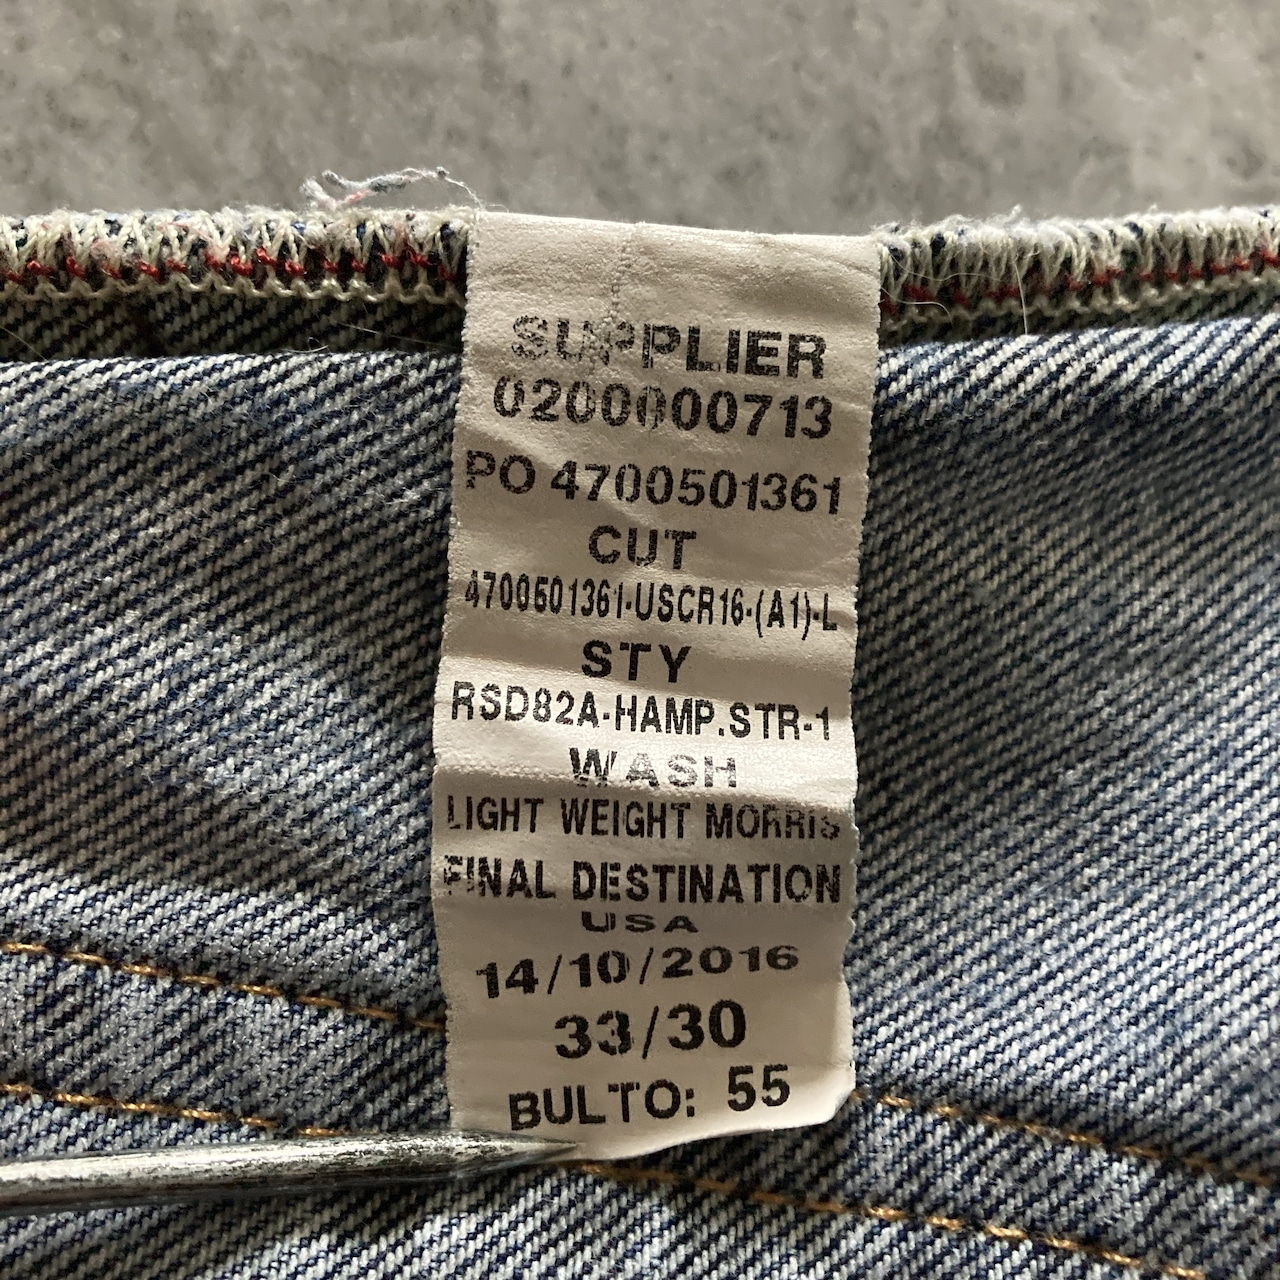 SUPPLIER
0200000713
PO 4700501361
CUT
4700501361-USCR16-(A1)-L
STY
RSD82A-HAMP.STR-1
WASH
LIGHT WEIGHT MORRIS
FINAL DESTINATION
USA
14/10/2016
33/30
BULTO: 55